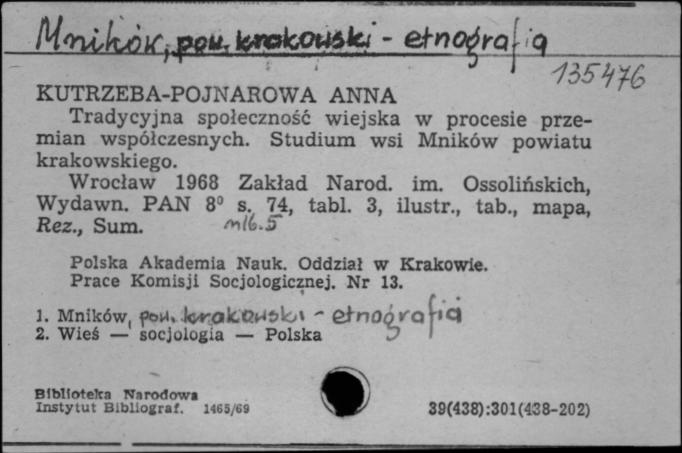 Mników, pow. krakowski - etnografia
135476
KUTRZEBA-POJNAROWA ANNA
Tradycyjna społeczność wiejska w procesie prze-
mian współczesnych. Studium wsi Mników powiatu
krakowskiego.
Wrocław 1968 Zakład Narod. im. Ossolińskich,
Wydawn. PAN 8⁰ s. 74, tabl. 3, ilustr., tab., mapa,
Rez., Sum.
Polska Akademia Nauk. Oddział w Krakowie.
Prace Komisji Socjologicznej. Nr 13.
1. Mników, pow. krakowski - etnografia
2. Wieś — socjologia — Polska
Biblioteka Narodowa
Instytut Bibliograf. 1465/69
39(438):301(438-202)